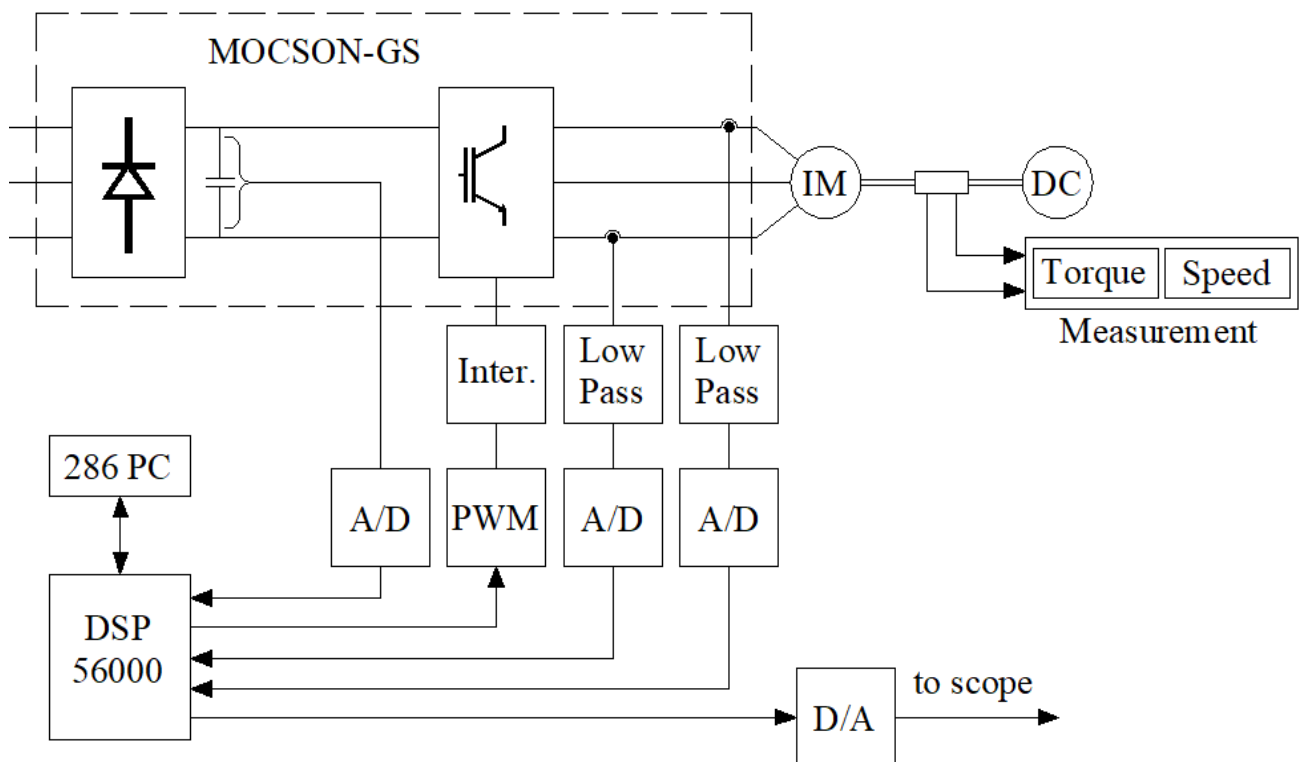 MOCSON-GS
IM
DC
Torque
Speed
Measurement
Inter.
Low
Pass
Low
Pass
286 PC
A/D
PWM
A/D
A/D
DSP
56000
to scope
D/A